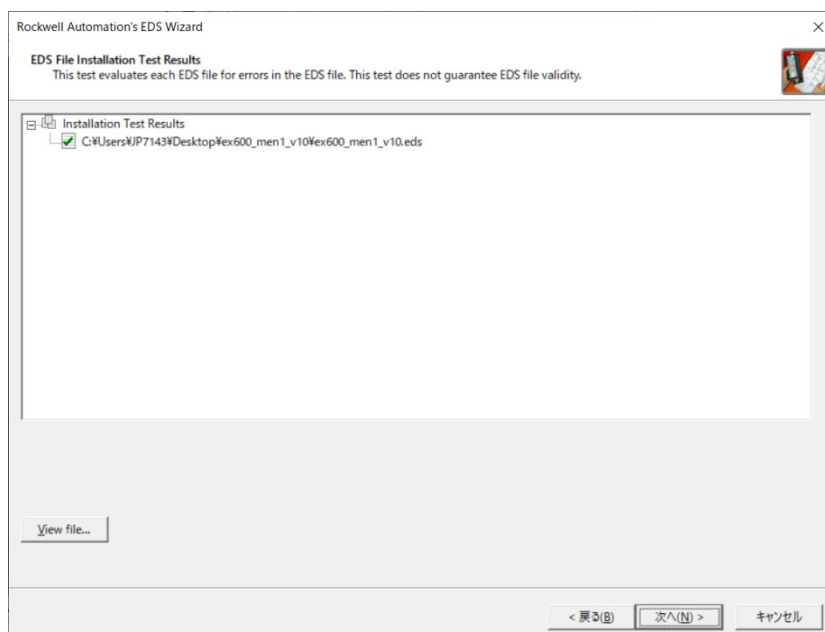 Rockwell Automation's EDS Wizard
EDS File Installation Test Results
This test evaluates each EDS file for errors in the EDS file. This test does not guarantee EDS file validity.
Installation Test Results
C:¥Users¥JP7143¥Desktop¥ex600_men1_v10¥ex600_men1_v10.eds
View file...
< 戻る(B)
次へ(N) >
キャンセル